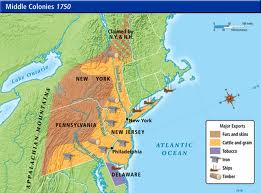 Middle Colonies 1750
Claimed by
N.Y. & N.H.
Lake Ontario
NEW YORK
APPALACHIAN MOUNTAINS
PENNSYLVANIA
New York
NEW JERSEY
Philadelphia
DELAWARE
ATLANTIC
OCEAN
Major Exports
Furs and skins
Cattle and grain
Tobacco
Iron
Ships
Timber